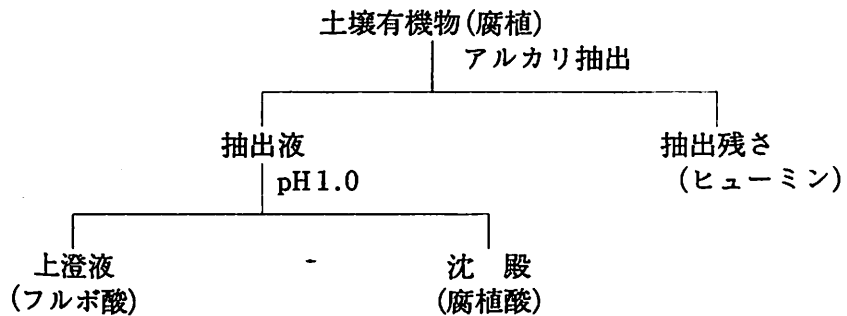 土壌有機物(腐植)
アルカリ抽出
抽出液
抽出残さ
pH1.0
(ヒューミン)
上澄液
沈 殿
(フルボ酸)
(腐植酸)